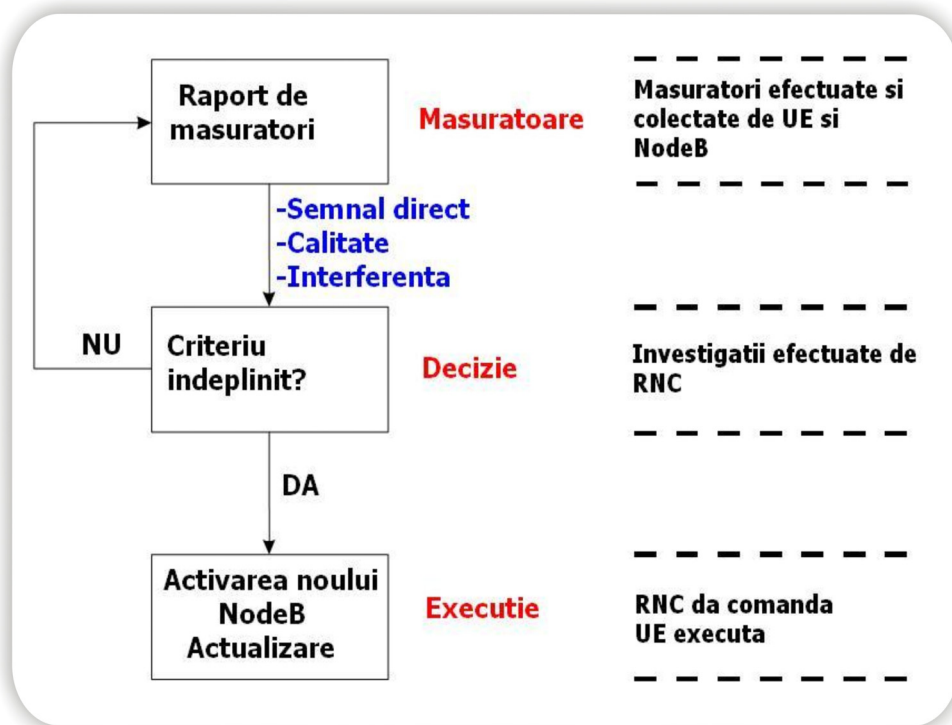 Raport de
masuratori
Masuratoare
Masuratori efectuate si
colectate de UE si
NodeB
-Semnal direct
-Calitate
-Interferenta
NU
Criteriu
indeplinit?
Decizie
Investigatii efectuate de
RNC
DA
Activarea noului
NodeB
Actualizare
Executie
RNC da comanda
UE executa